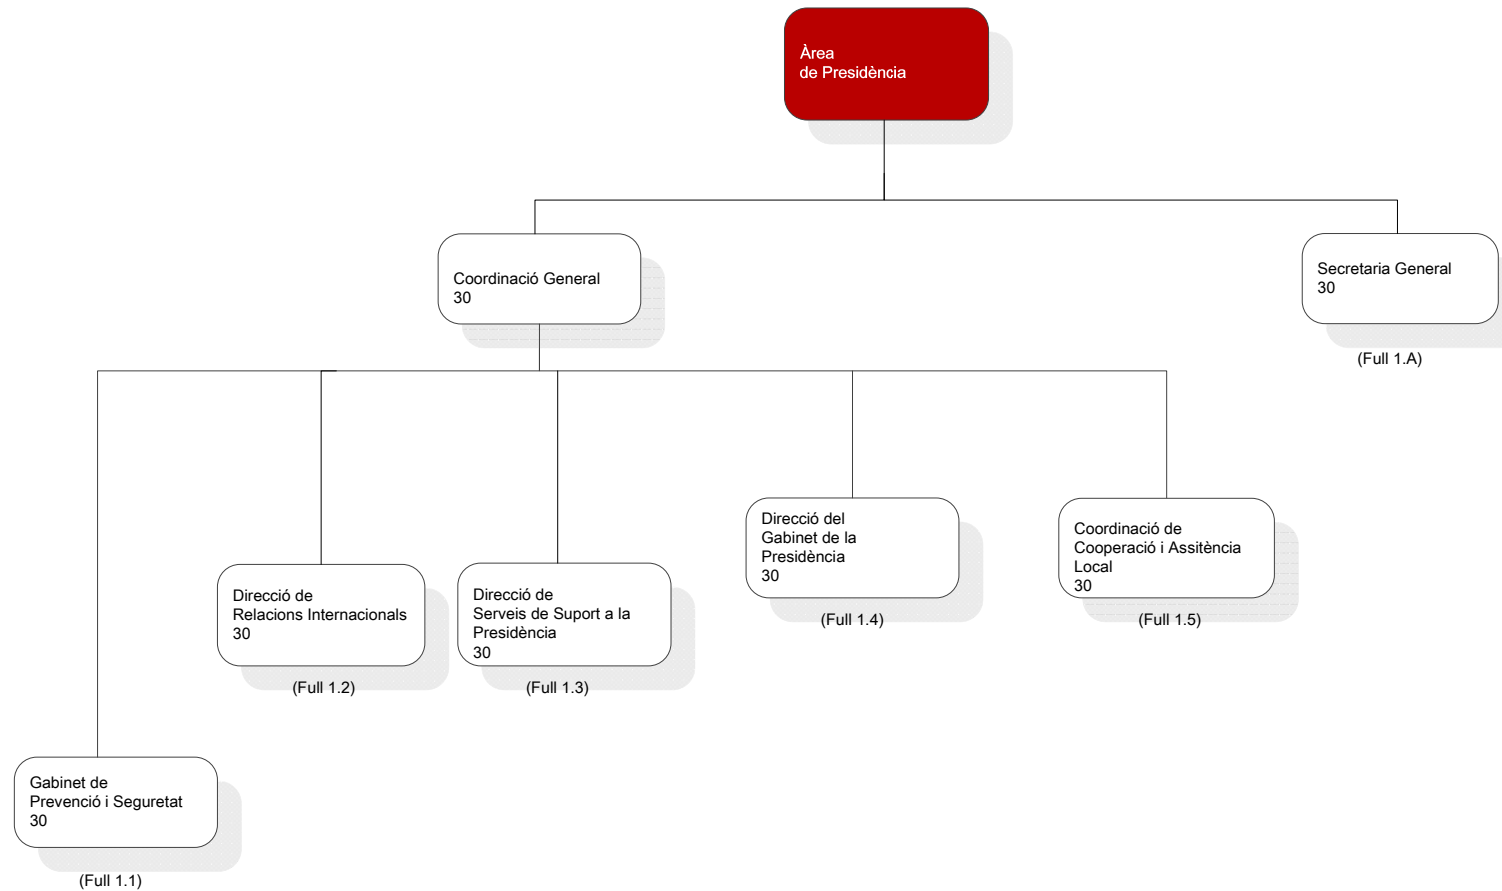 Àrea
de Presidència
Coordinació General
30
Secretaria General
30
(Full 1.A)
Direcció del
Gabinet de la
Presidència
30
(Full 1.4)
Coordinació de
Cooperació i Assitència
Local
30
(Full 1.5)
Direcció de
Relacions Internacionals
30
(Full 1.2)
Direcció de
Serveis de Suport a la
Presidència
30
(Full 1.3)
Gabinet de
Prevenció i Seguretat
30
(Full 1.1)